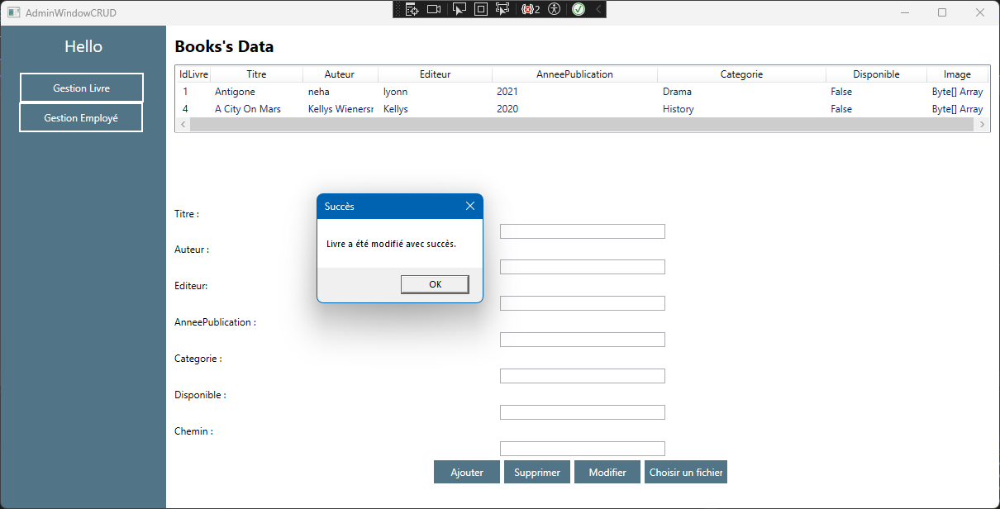 AdminWindowCRUD
2
Hello
Gestion Livre
Gestion Employé
Books's Data
IdLivre Titre Auteur Editeur AnneePublication Categorie Disponible Image
1 Antigone neha lyonn 2021 Drama False Byte[] Array
4 A City On Mars Kellys Wienersr Kellys 2020 History False Byte[] Array
Succès
Livre a été modifié avec succès.
OK
Titre :
Auteur :
Editeur:
AnneePublication :
Categorie :
Disponible :
Chemin :
Ajouter Supprimer Modifier Choisir un fichier